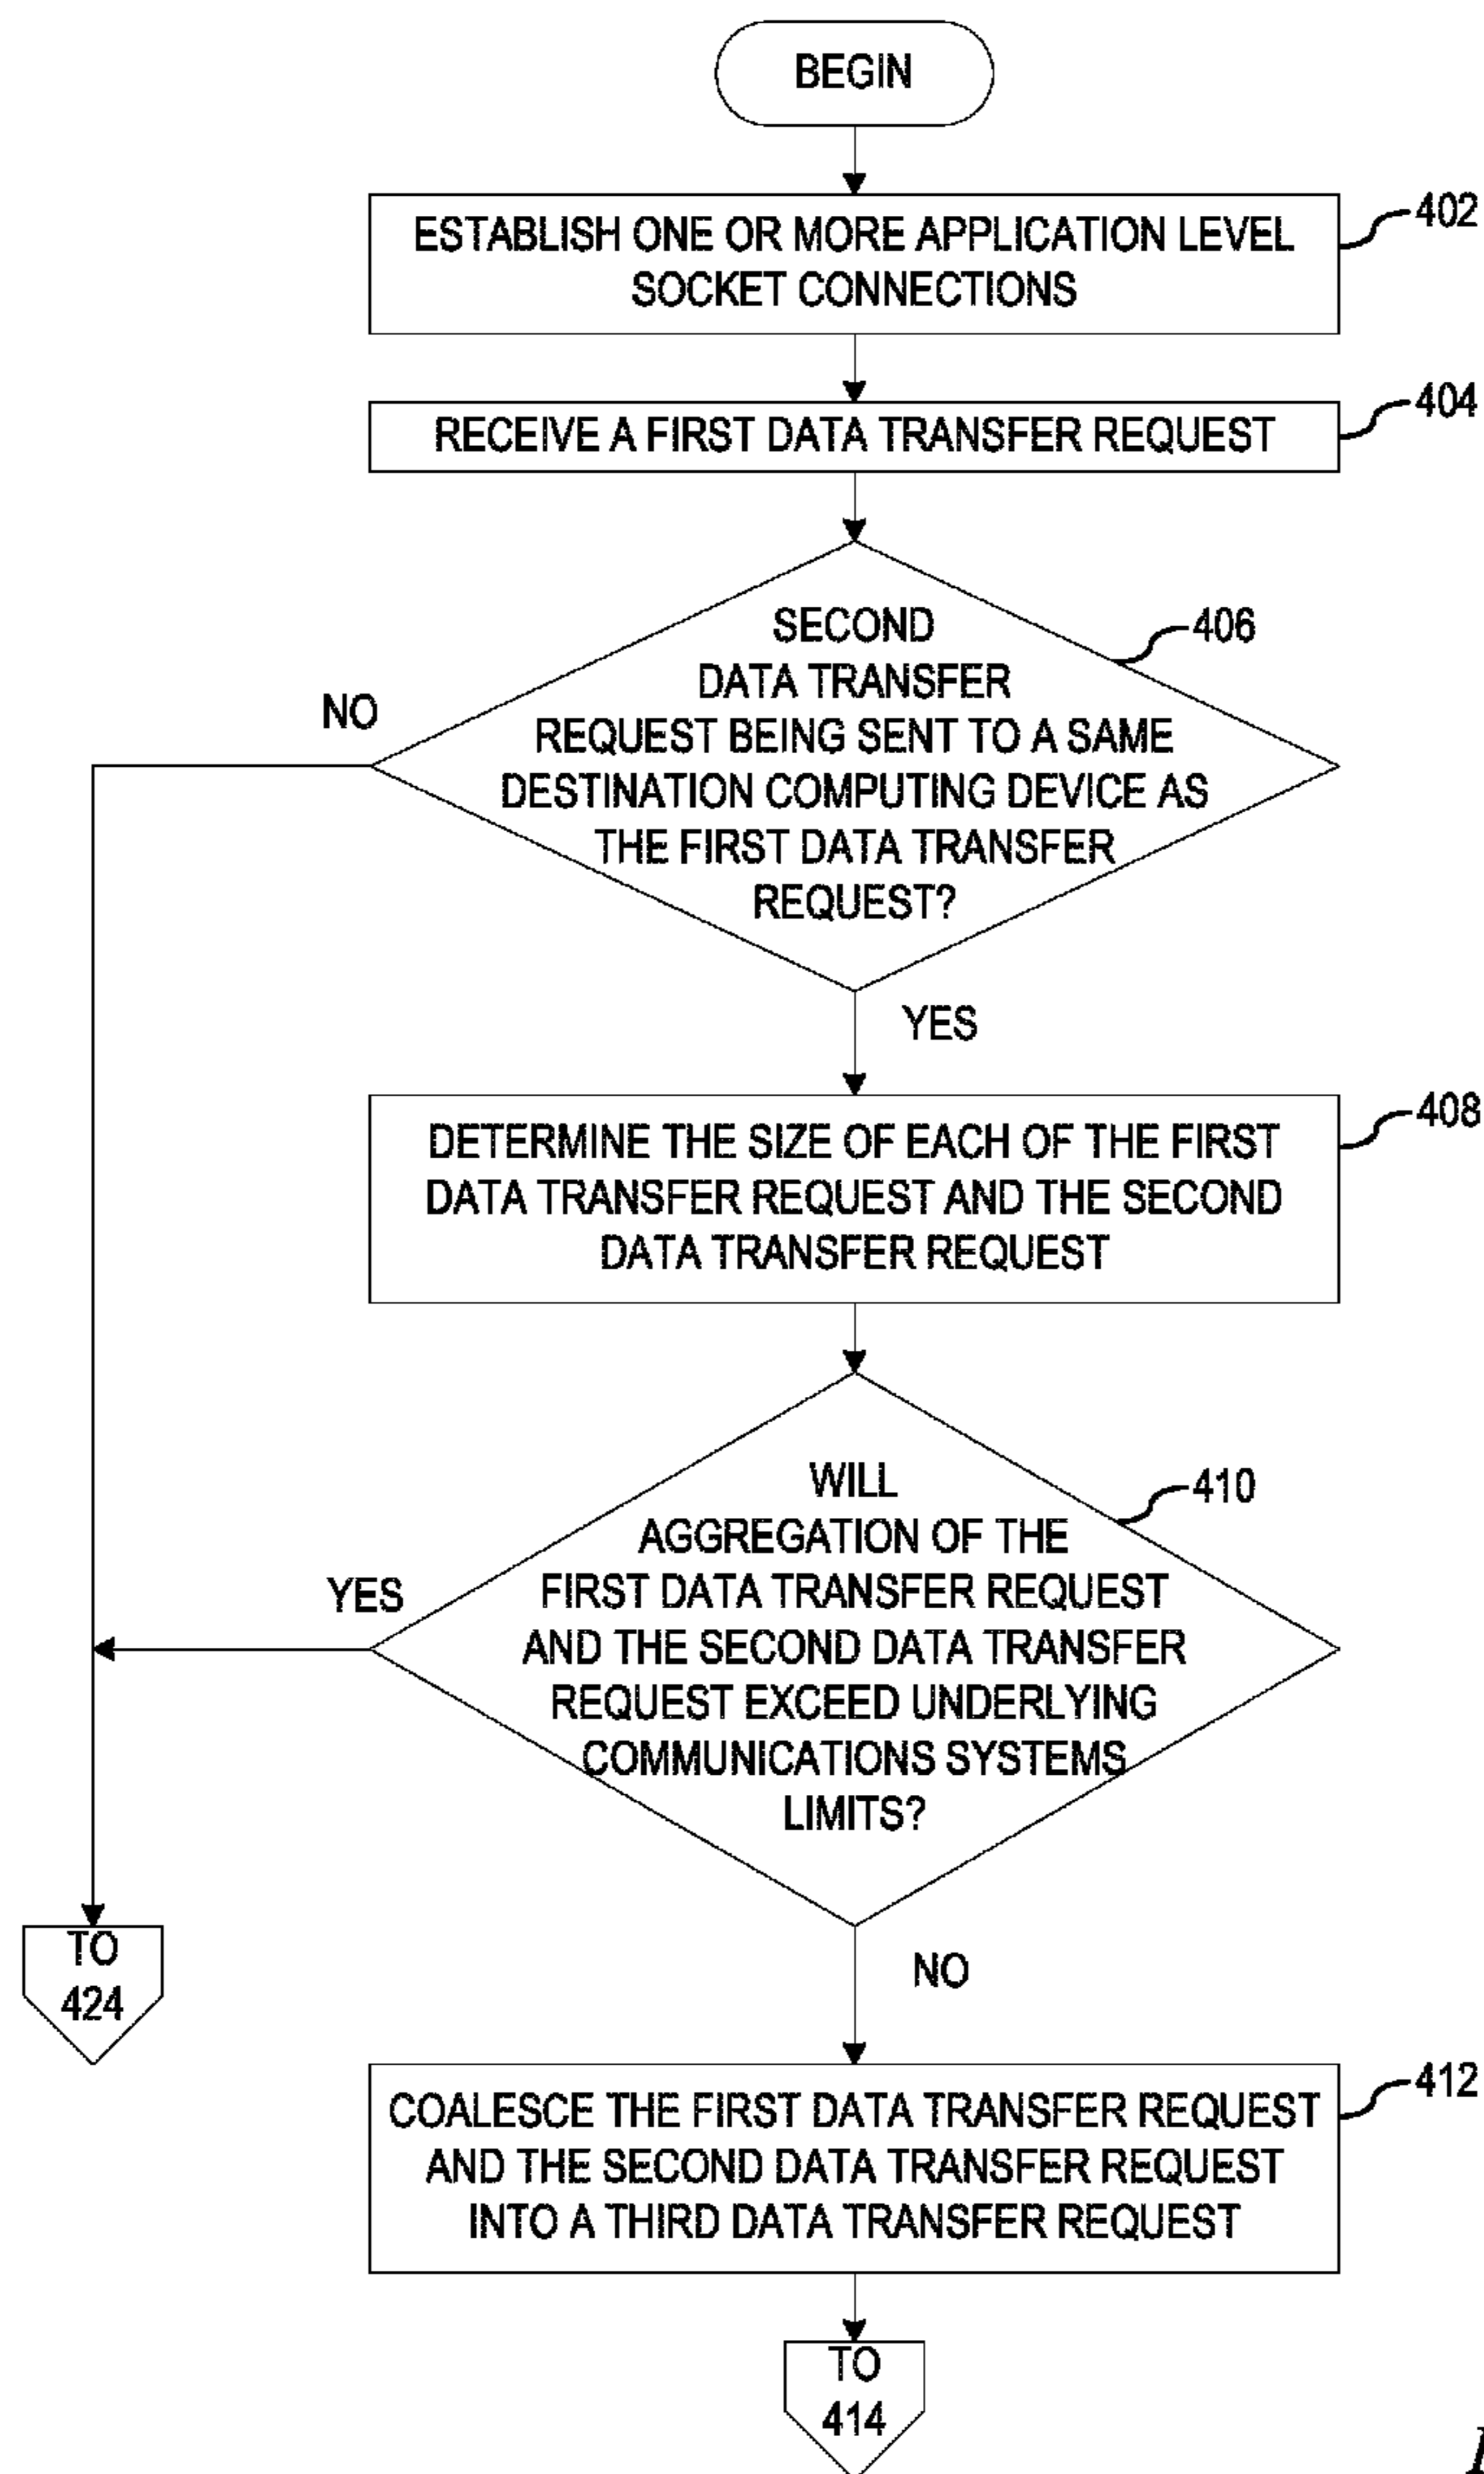 BEGIN
ESTABLISH ONE OR MORE APPLICATION LEVEL
SOCKET CONNECTIONS
402
RECEIVE A FIRST DATA TRANSFER REQUEST
404
SECOND
DATA TRANSFER
REQUEST BEING SENT TO A SAME
DESTINATION COMPUTING DEVICE AS
THE FIRST DATA TRANSFER
REQUEST?
406
NO
YES
DETERMINE THE SIZE OF EACH OF THE FIRST
DATA TRANSFER REQUEST AND THE SECOND
DATA TRANSFER REQUEST
408
WILL
AGGREGATION OF THE
FIRST DATA TRANSFER REQUEST
AND THE SECOND DATA TRANSFER
REQUEST EXCEED UNDERLYING
COMMUNICATIONS SYSTEMS
LIMITS?
410
YES
TO
424
NO
COALESCE THE FIRST DATA TRANSFER REQUEST
AND THE SECOND DATA TRANSFER REQUEST
INTO A THIRD DATA TRANSFER REQUEST
412
TO
414